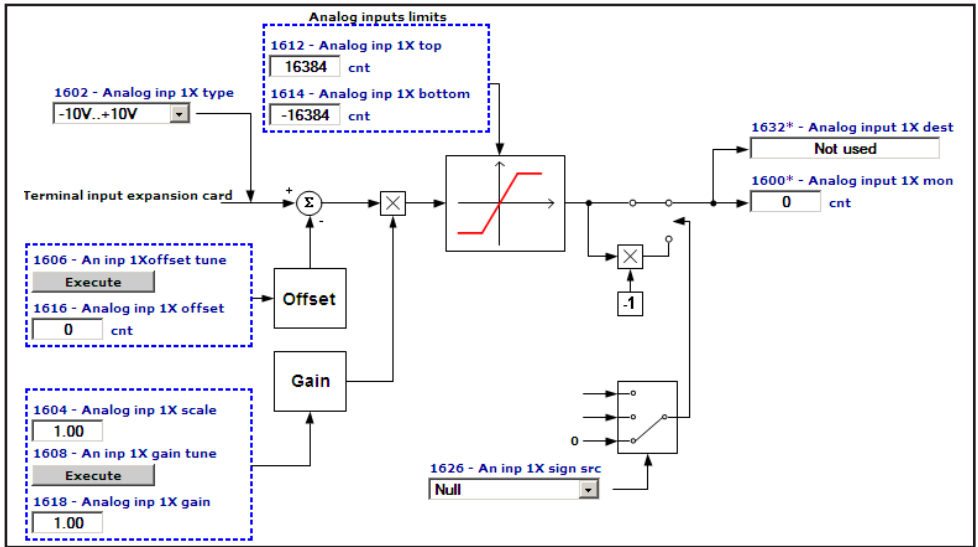 Analog inputs limits
1612 - Analog inp 1X top
16384 cnt
1614 - Analog inp 1X bottom
-16384 cnt
1602 - Analog inp 1X type
-10V..+10V
1632* - Analog input 1X dest
Not used
1600* - Analog input 1X mon
0 cnt
Terminal input expansion card
+
Σ
-
×
1606 - An inp 1Xoffset tune
Execute
1616 - Analog inp 1X offset
0 cnt
Offset
×
-1
Gain
1604 - Analog inp 1X scale
1.00
1608 - An inp 1X gain tune
Execute
1618 - Analog inp 1X gain
1.00
0
1626 - An inp 1X sign src
Null